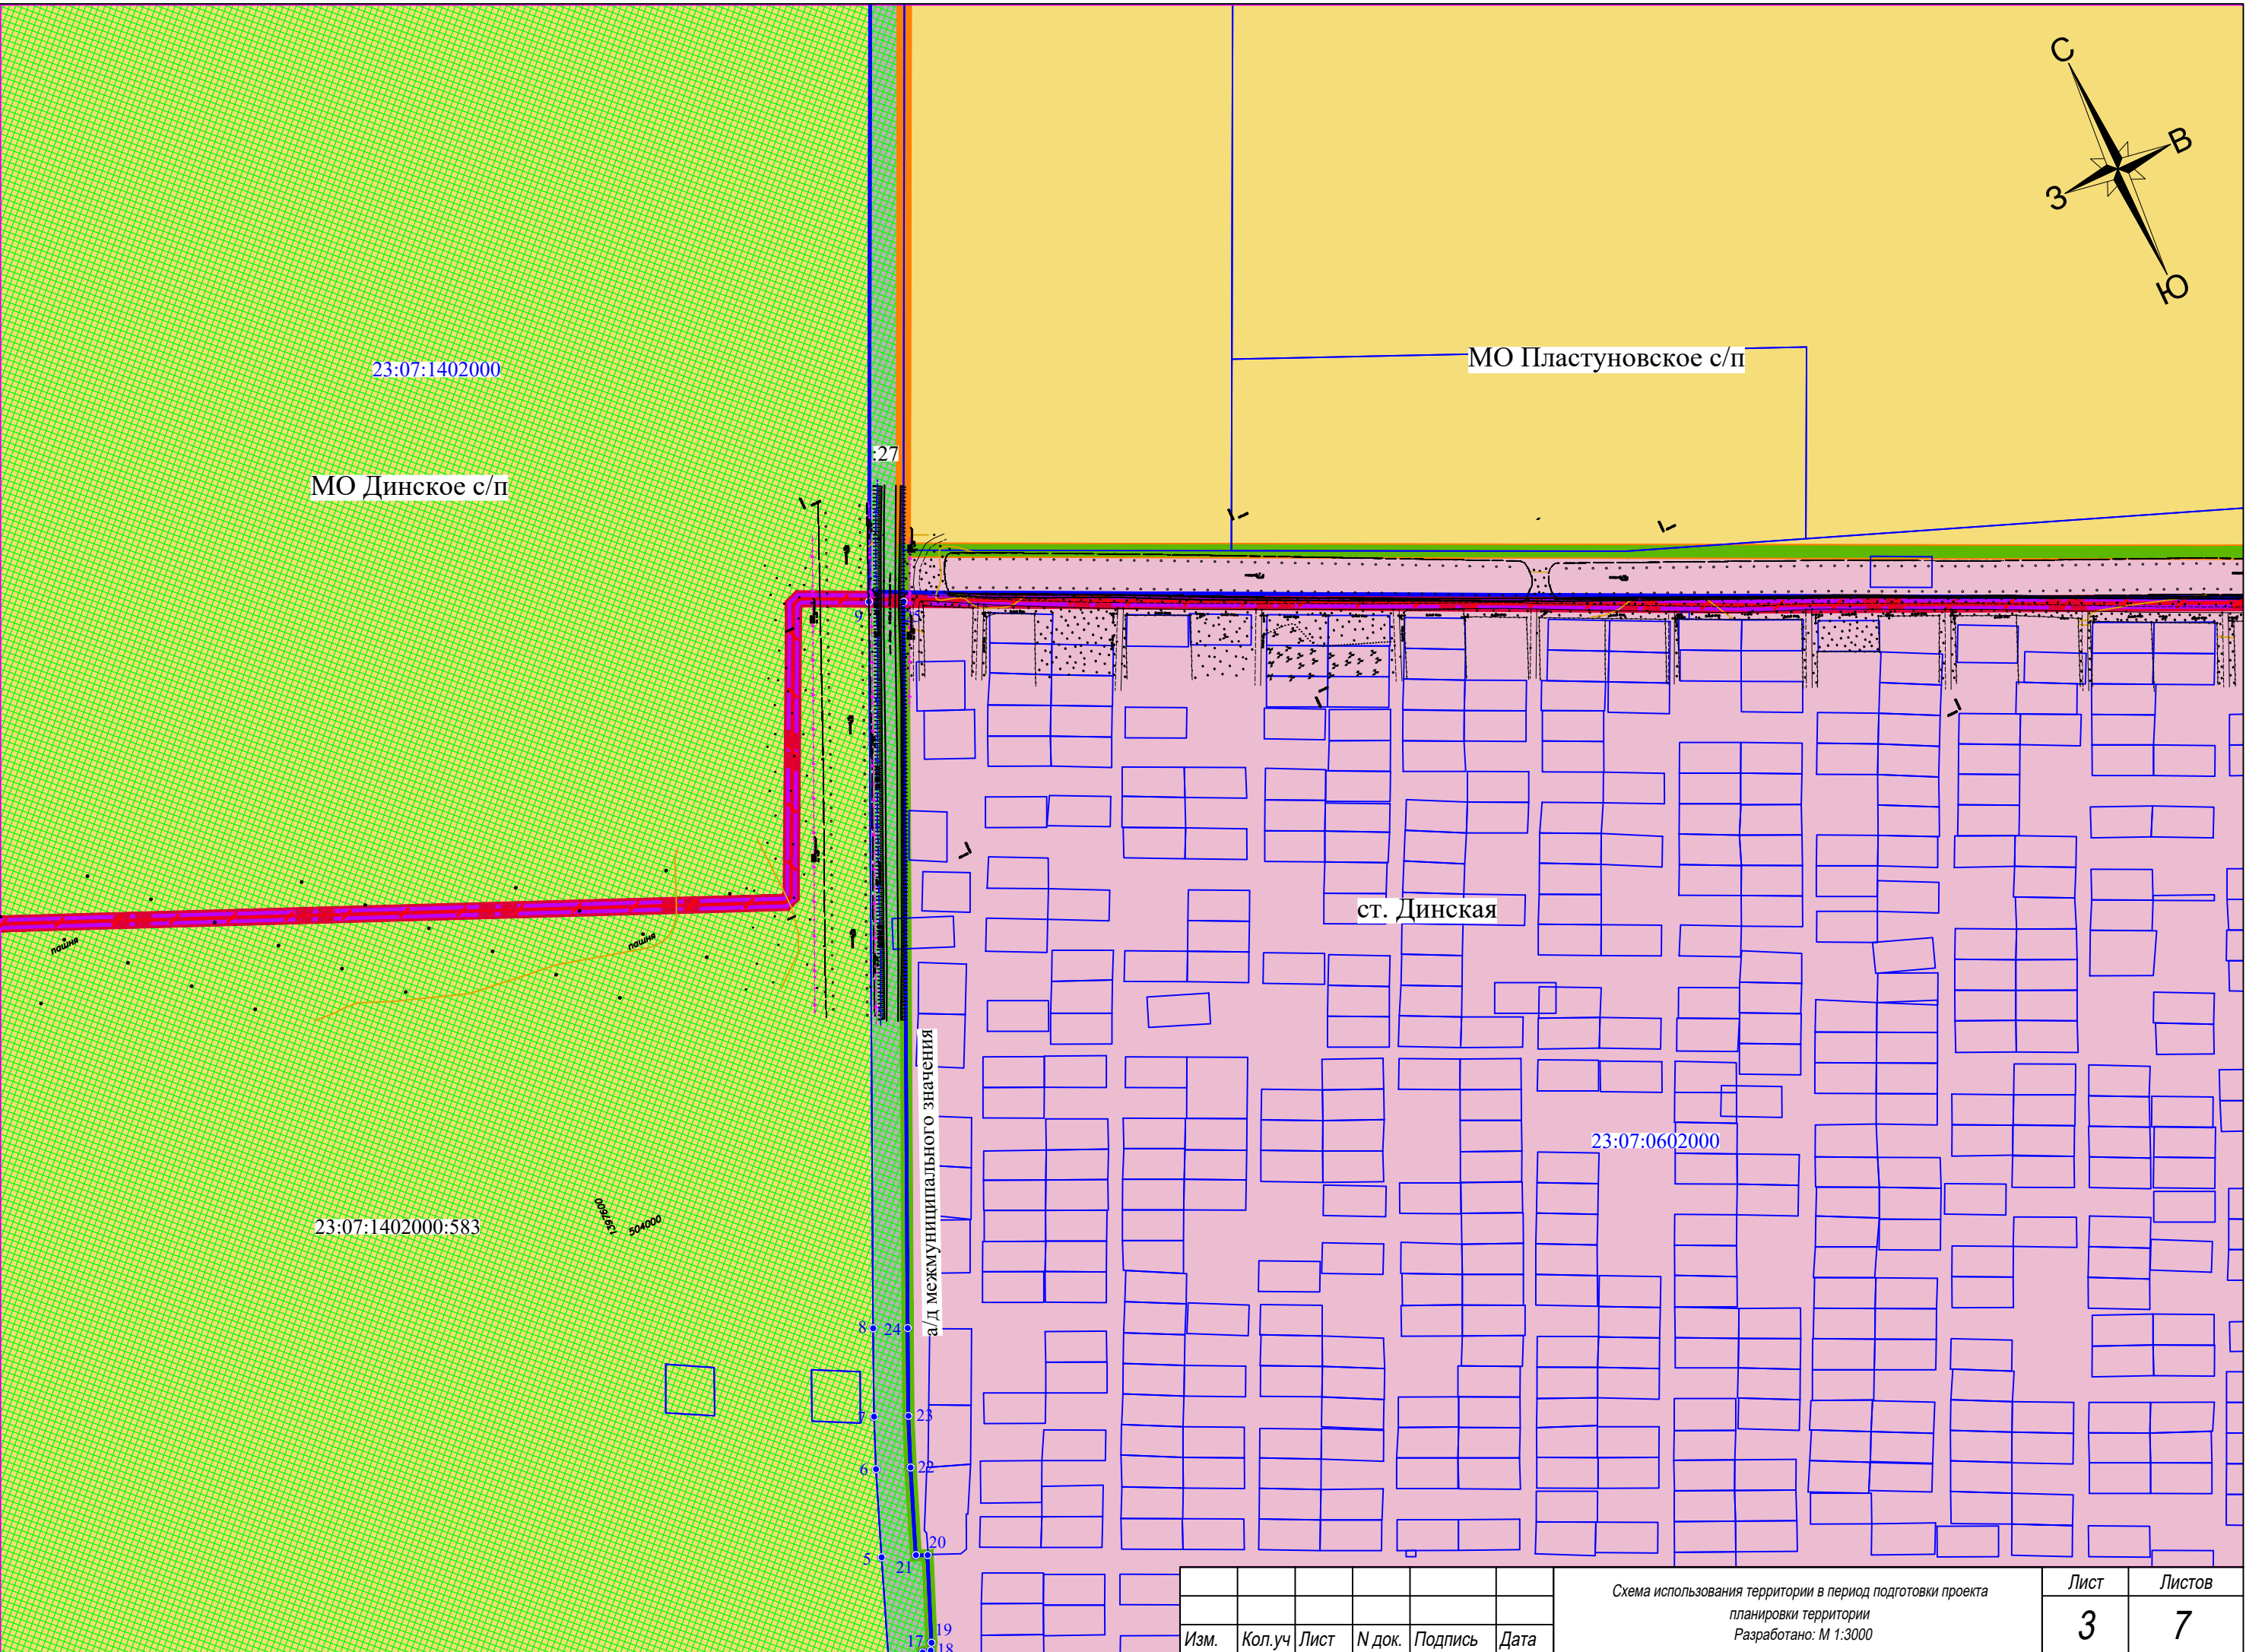 С
В
З
Ю
МО Пластуновское с/п
23:07:1402000
:27
МО Динское с/п
9
25
ст. Динская
пашня
пашня
а/д межмуниципального значения
23:07:0602000
1397600
504000
23:07:1402000:583
8
24
7
23
6
22
5
20
21
19
17
18
Схема использования территории в период подготовки проекта
планировки территории
Разработано: М 1:3000
Лист
Листов
3
7
Изм.
Кол.уч
Лист
N док.
Подпись
Дата